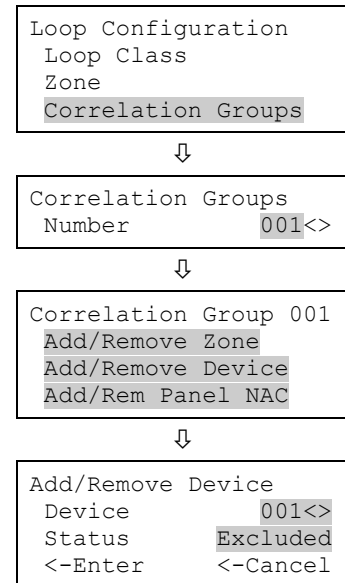 Loop Configuration
Loop Class
Zone
Correlation Groups
⇩
Correlation Groups
Number 001<>
⇩
Correlation Group 001
Add/Remove Zone
Add/Remove Device
Add/Rem Panel NAC
⇩
Add/Remove Device
Device 001<>
Status Excluded
<-Enter <-Cancel